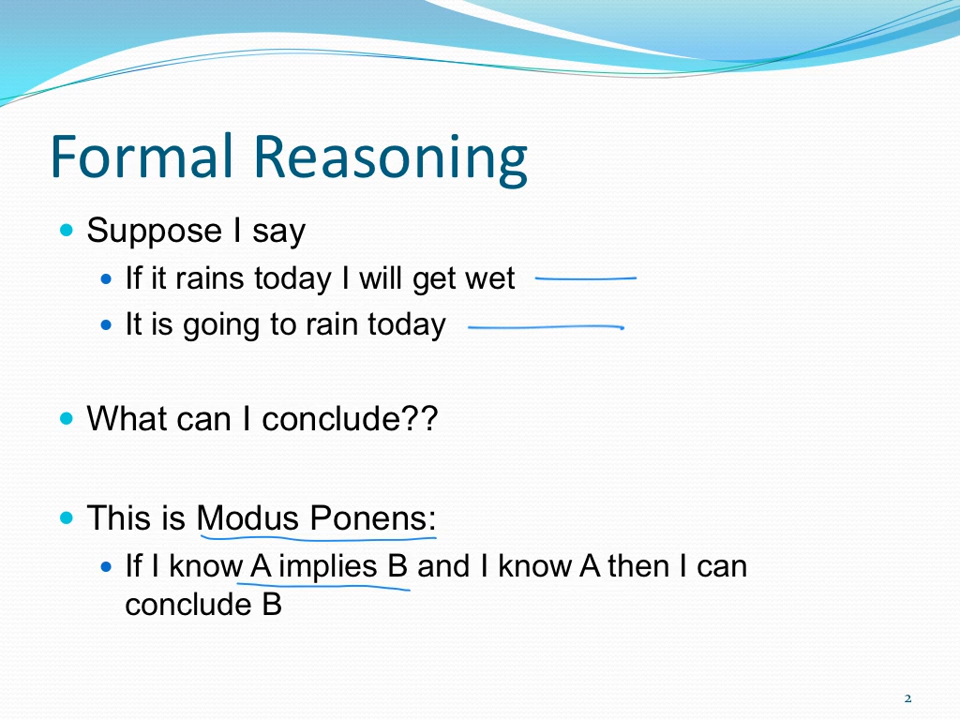 Formal Reasoning
Suppose I say
If it rains today I will get wet
It is going to rain today
What can I conclude??
This is Modus Ponens:
If I know A implies B and I know A then I can
conclude B
2